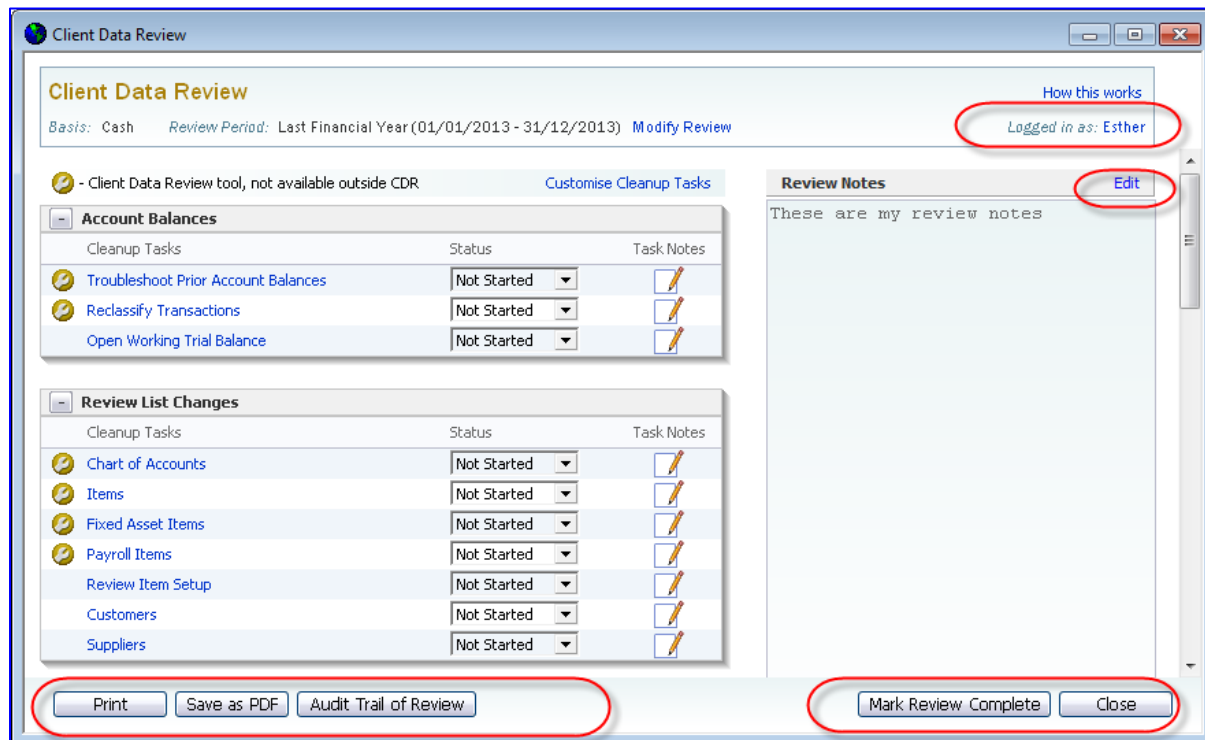 Client Data Review
Client Data Review
How this works
Basis: Cash Review Period: Last Financial Year (01/01/2013 - 31/12/2013) Modify Review
Logged in as: Esther
- Client Data Review tool, not available outside CDR
Customise Cleanup Tasks
- Account Balances
Cleanup Tasks Status Task Notes
Troubleshoot Prior Account Balances Not Started
Reclassify Transactions Not Started
Open Working Trial Balance Not Started
- Review List Changes
Cleanup Tasks Status Task Notes
Chart of Accounts Not Started
Items Not Started
Fixed Asset Items Not Started
Payroll Items Not Started
Review Item Setup Not Started
Customers Not Started
Suppliers Not Started
Review Notes Edit
These are my review notes
Print Save as PDF Audit Trail of Review Mark Review Complete Close